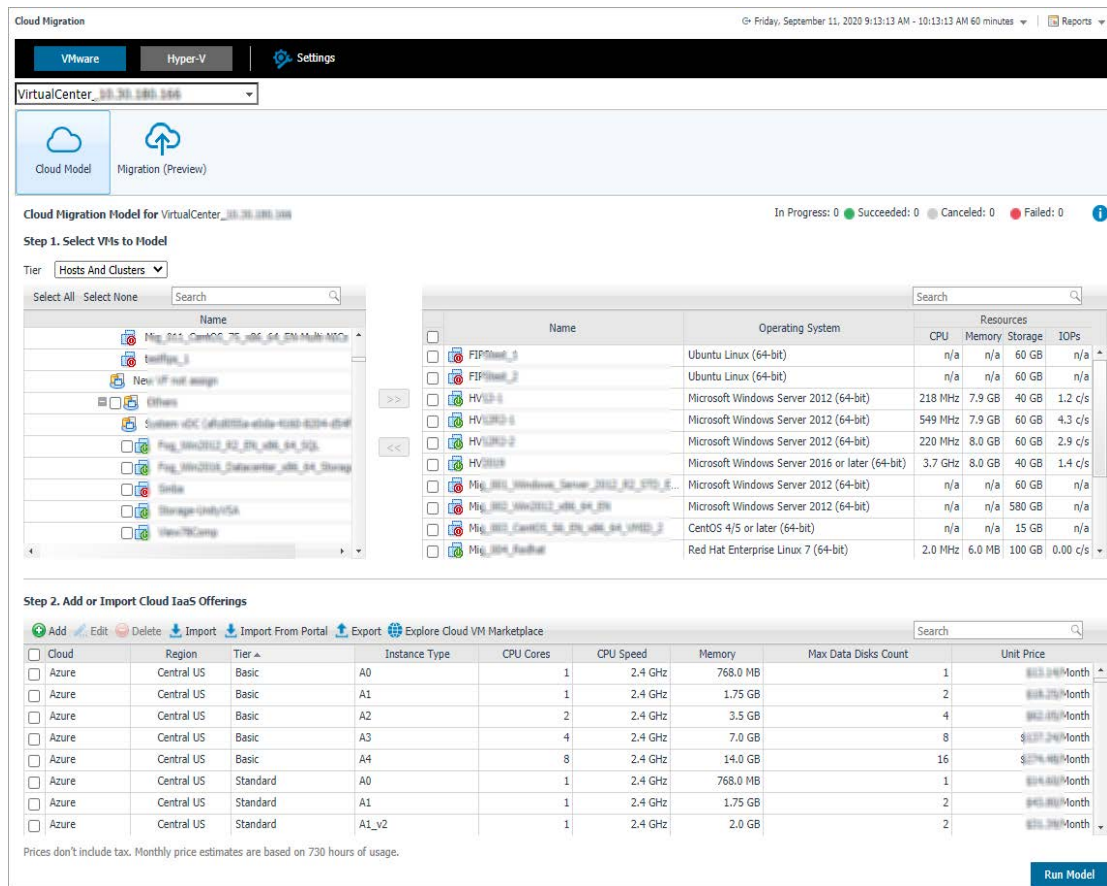 Cloud Migration
Friday, September 11, 2020 9:13:13 AM - 10:13:13 AM 60 minutes | Reports
VMware Hyper-V Settings
VirtualCenter_
Cloud Model Migration (Preview)
Cloud Migration Model for VirtualCenter_
In Progress: 0 Succeeded: 0 Canceled: 0 Failed: 0
Step 1. Select VMs to Model
Tier Hosts And Clusters
Select All Select None Search
Search
Name
Name Operating System Resources
CPU Memory Storage IOPs
FIP Ubuntu Linux (64-bit) n/a n/a 60 GB n/a
FIP Ubuntu Linux (64-bit) n/a n/a 60 GB n/a
New
HV Microsoft Windows Server 2012 (64-bit) 218 MHz 7.9 GB 40 GB 1.2 c/s
>>
HV Microsoft Windows Server 2012 (64-bit) 549 MHz 7.9 GB 60 GB 4.3 c/s
HV Microsoft Windows Server 2012 (64-bit) 220 MHz 8.0 GB 60 GB 2.9 c/s
<<
HV Microsoft Windows Server 2016 or later (64-bit) 3.7 GHz 8.0 GB 40 GB 1.4 c/s
Mig_ Microsoft Windows Server 2012 (64-bit) n/a n/a 60 GB n/a
Mig_ Microsoft Windows Server 2012 (64-bit) n/a n/a 580 GB n/a
Mig_ CentOS 4/5 or later (64-bit) n/a n/a 15 GB n/a
Mig_ Red Hat Enterprise Linux 7 (64-bit) 2.0 MHz 6.0 MB 100 GB 0.00 c/s
Step 2. Add or Import Cloud IaaS Offerings
Add Edit Delete Import Import From Portal Export Explore Cloud VM Marketplace Search
Cloud Region Tier Instance Type CPU Cores CPU Speed Memory Max Data Disks Count Unit Price
Azure Central US Basic A0 1 2.4 GHz 768.0 MB 1 /Month
Azure Central US Basic A1 1 2.4 GHz 1.75 GB 2 /Month
Azure Central US Basic A2 2 2.4 GHz 3.5 GB 4 /Month
Azure Central US Basic A3 4 2.4 GHz 7.0 GB 8 /Month
Azure Central US Basic A4 8 2.4 GHz 14.0 GB 16 /Month
Azure Central US Standard A0 1 2.4 GHz 768.0 MB 1 /Month
Azure Central US Standard A1 1 2.4 GHz 1.75 GB 2 /Month
Azure Central US Standard A1_v2 1 2.4 GHz 2.0 GB 2 /Month
Prices don't include tax. Monthly price estimates are based on 730 hours of usage.
Run Model